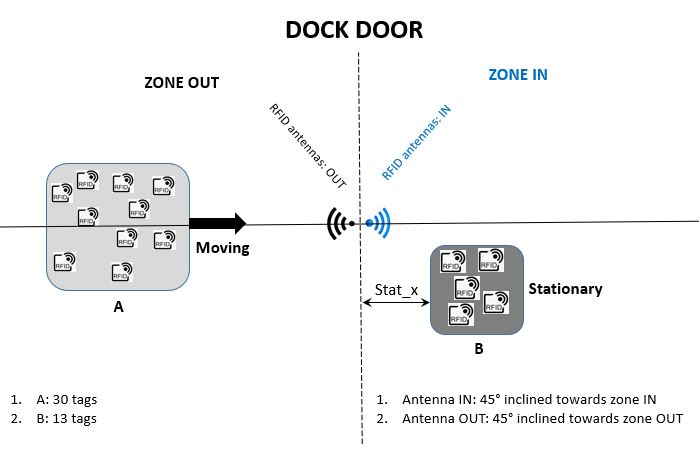 DOCK DOOR
ZONE OUT
ZONE IN
RFID antennas: OUT
RFID antennas: IN
RFID
RFID
RFID
RFID
RFID
RFID
RFID
RFID
RFID
RFID
Moving
A
RFID
RFID
RFID
RFID
RFID
Stat_x
Stationary
B
1. A: 30 tags
2. B: 13 tags
1. Antenna IN: 45° inclined towards zone IN
2. Antenna OUT: 45° inclined towards zone OUT